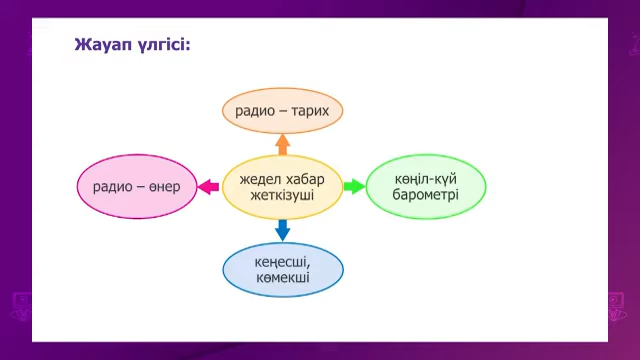 Жауап үлгісі:
радио – тарих
радио – өнер
жедел хабар
жеткізуші
көңіл-күй
барометрі
кеңесші,
көмекші